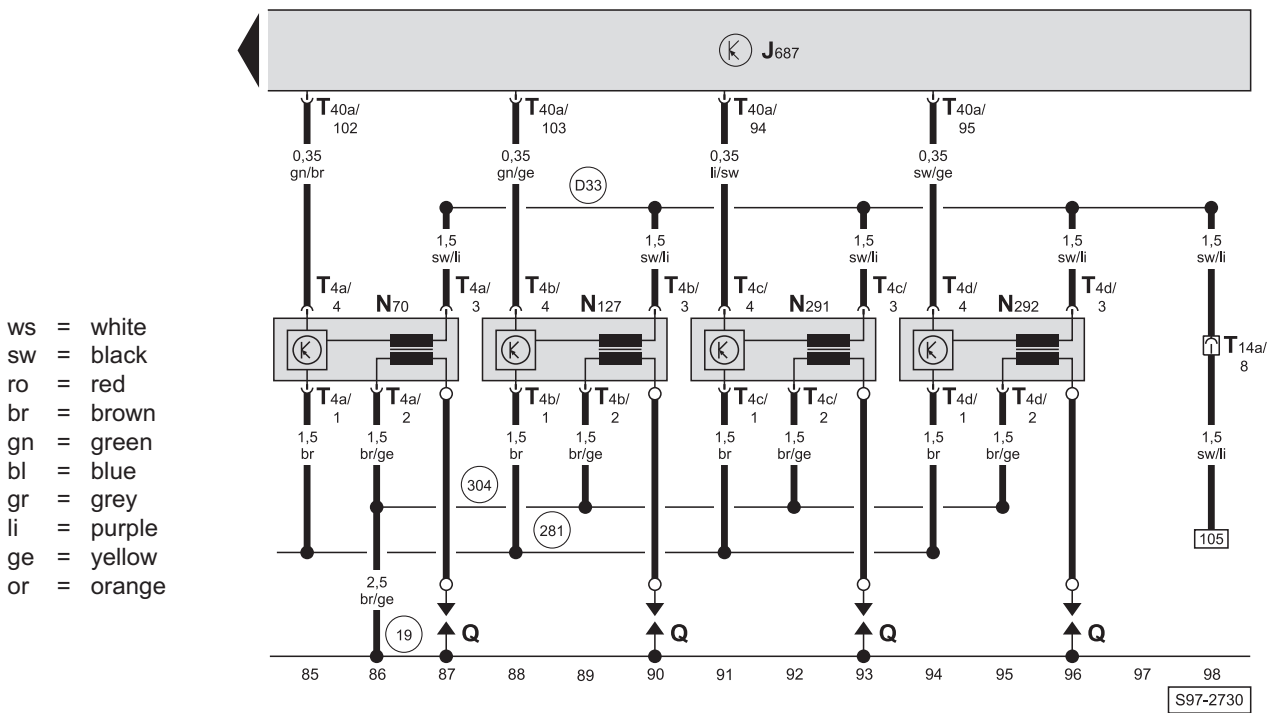 J687
T40a/ T40a/ T40a/ T40a/
102 103 94 95
0,35 0,35 0,35 0,35
gn/br gn/ge li/sw sw/ge
D33
1,5 1,5 1,5 1,5 1,5
sw/li sw/li sw/li sw/li sw/li
T4a/ T4a/ T4b/ T4b/ T4c/ T4c/ T4d/ T4d/
4 N70 3 4 N127 3 4 N291 3 4 N292 3
ws = white
sw = black
ro = red
br = brown
gn = green
bl = blue
gr = grey
li = purple
ge = yellow
or = orange
T14a/
8
T4a/ T4a/ T4b/ T4b/ T4c/ T4c/ T4d/ T4d/
1 2 1 2 1 2 1 2
1,5 1,5 1,5 1,5 1,5 1,5 1,5 1,5 1,5
br br/ge br br/ge br br/ge br br/ge sw/li
304
281
105
2,5
br/ge
19 Q Q Q Q
85 86 87 88 89 90 91 92 93 94 95 96 97 98
S97-2730